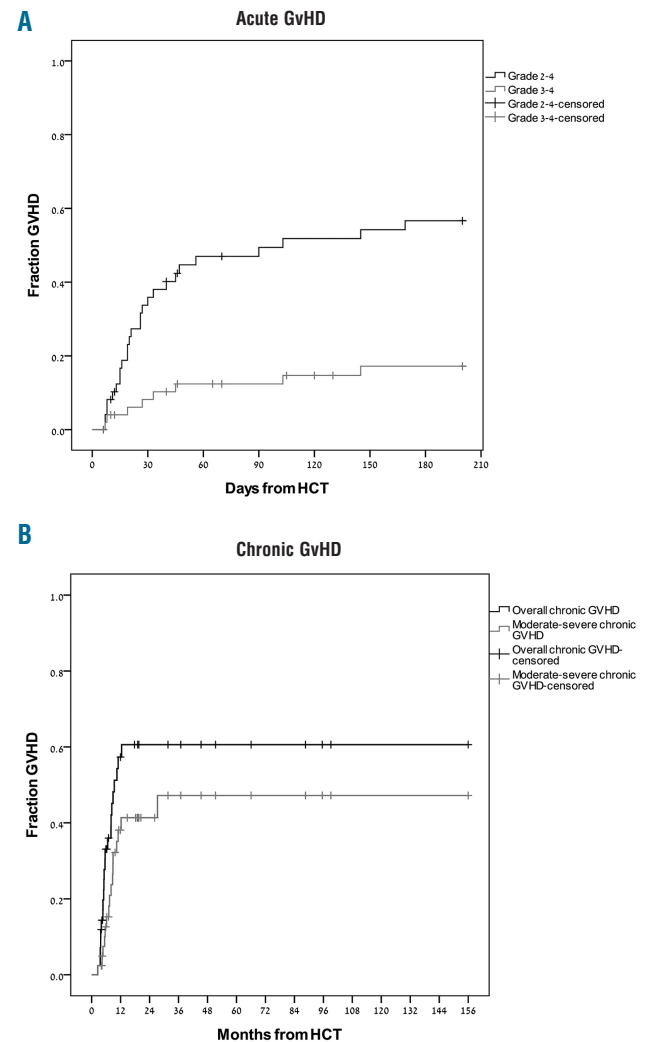 A
Acute GvHD
1.0
0.8
0.6
0.4
0.2
0.0
Fraction GVHD
0 30 60 90 120 150 180 210
Days from HCT
Grade 2-4
Grade 3-4
Grade 2-4-censored
Grade 3-4-censored
B
Chronic GvHD
1.0
0.8
0.6
0.4
0.2
0.0
Fraction GVHD
0 12 24 36 48 60 72 84 96 108 120 132 144 156
Months from HCT
Overall chronic GVHD
Moderate-severe chronic
GVHD
Overall chronic GVHD-
censored
Moderate-severe chronic
GVHD-censored